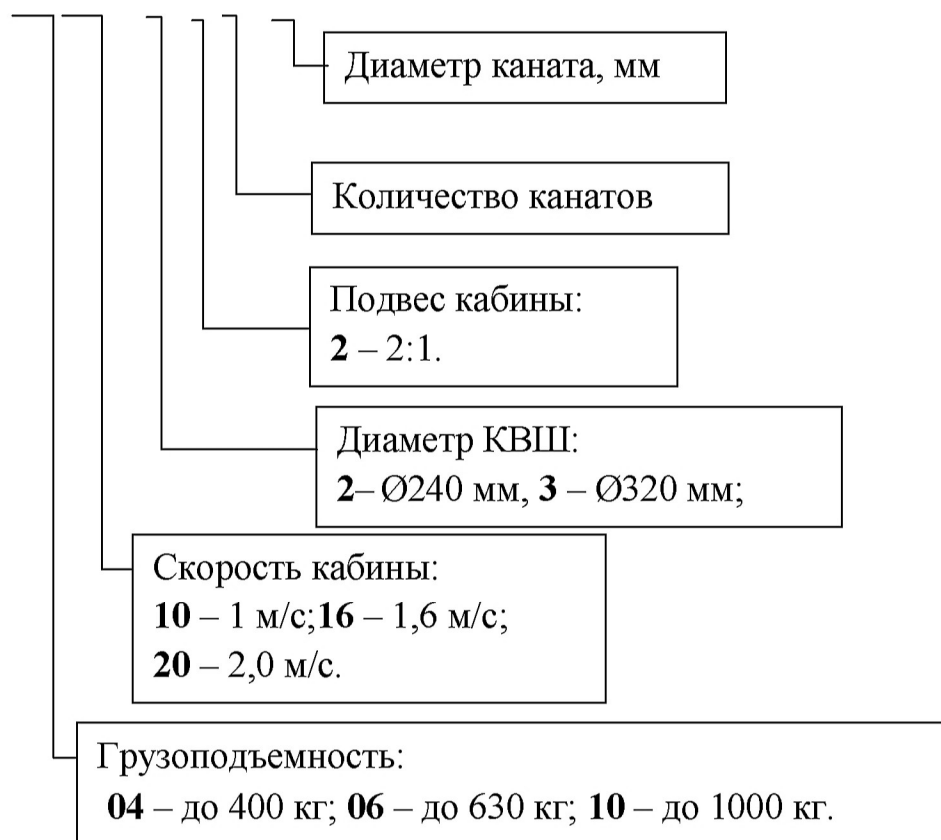 Диаметр каната, мм
Количество канатов
Подвес кабины:
2 – 2:1.
Диаметр КВШ:
2– Ø240 мм, 3 – Ø320 мм;
Скорость кабины:
10 – 1 м/с;16 – 1,6 м/с;
20 – 2,0 м/с.
Грузоподъемность:
04 – до 400 кг; 06 – до 630 кг; 10 – до 1000 кг.